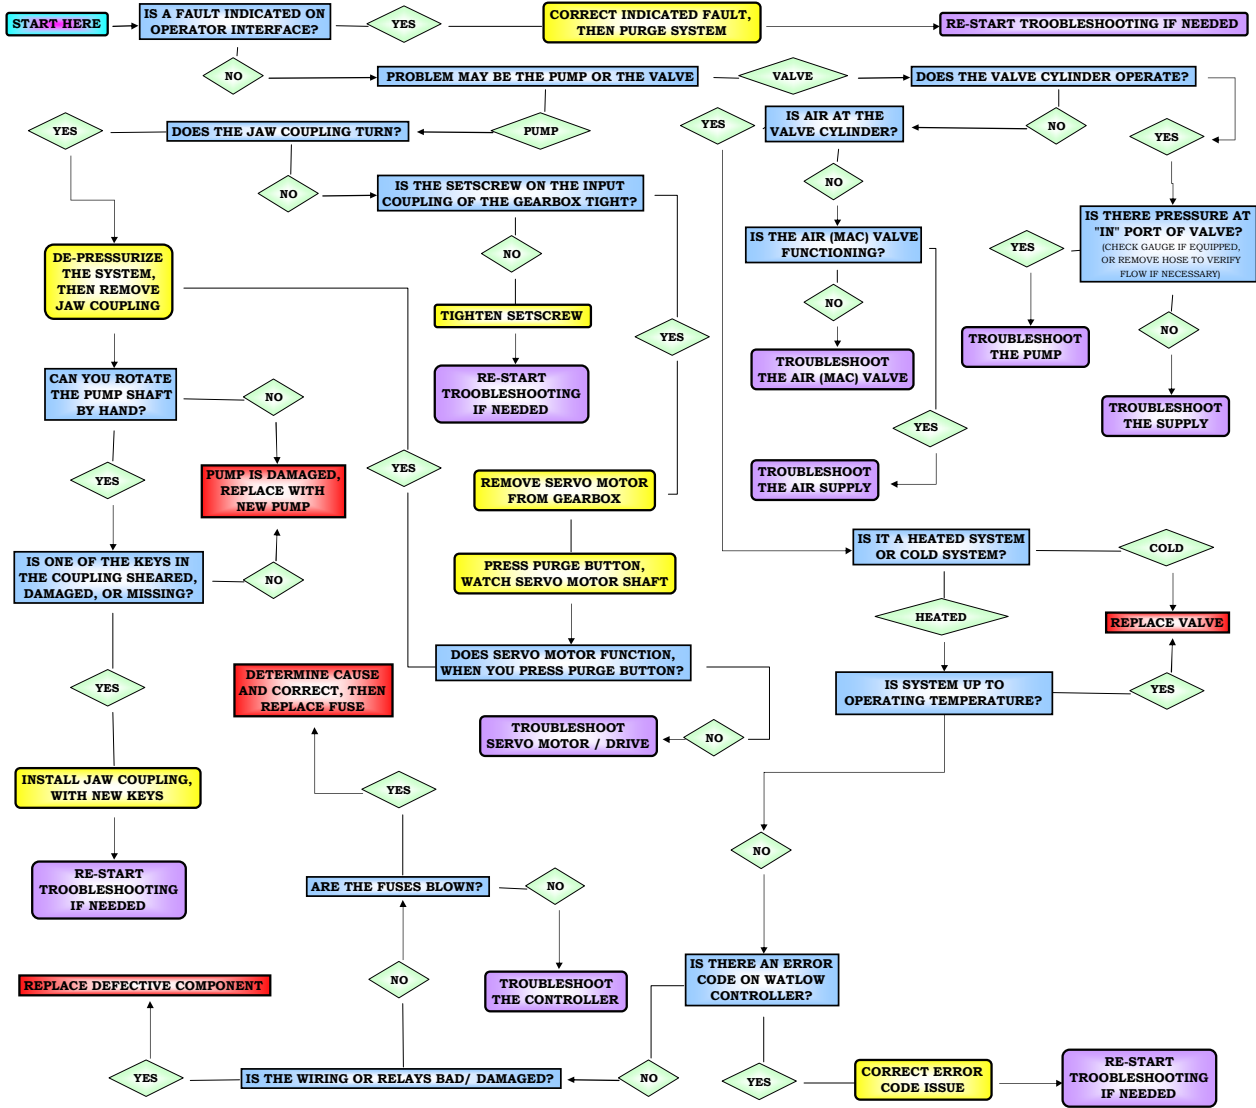 START HERE
IS A FAULT INDICATED ON
OPERATOR INTERFACE?
YES
CORRECT INDICATED FAULT,
THEN PURGE SYSTEM
RE-START TROOBLESHOOTING IF NEEDED
NO
PROBLEM MAY BE THE PUMP OR THE VALVE
VALVE
DOES THE VALVE CYLINDER OPERATE?
YES
DOES THE JAW COUPLING TURN?
PUMP
YES
IS AIR AT THE
VALVE CYLINDER?
NO
YES
NO
IS THE SETSCREW ON THE INPUT
COUPLING OF THE GEARBOX TIGHT?
NO
IS THERE PRESSURE AT
"IN" PORT OF VALVE?
(CHECK GAUGE IF EQUIPPED,
OR REMOVE HOSE TO VERIFY
FLOW IF NECESSARY)
DE-PRESSURIZE
THE SYSTEM,
THEN REMOVE
JAW COUPLING
NO
IS THE AIR (MAC) VALVE
FUNCTIONING?
YES
TIGHTEN SETSCREW
NO
NO
YES
TROUBLESHOOT
THE PUMP
TROUBLESHOOT
THE AIR (MAC) VALVE
CAN YOU ROTATE
THE PUMP SHAFT
BY HAND?
NO
RE-START
TROOBLESHOOTING
IF NEEDED
TROUBLESHOOT
THE SUPPLY
YES
YES
PUMP IS DAMAGED,
REPLACE WITH
NEW PUMP
YES
REMOVE SERVO MOTOR
FROM GEARBOX
TROUBLESHOOT
THE AIR SUPPLY
IS ONE OF THE KEYS IN
THE COUPLING SHEARED,
DAMAGED, OR MISSING?
NO
PRESS PURGE BUTTON,
WATCH SERVO MOTOR SHAFT
IS IT A HEATED SYSTEM
OR COLD SYSTEM?
COLD
HEATED
REPLACE VALVE
YES
DETERMINE CAUSE
AND CORRECT, THEN
REPLACE FUSE
DOES SERVO MOTOR FUNCTION,
WHEN YOU PRESS PURGE BUTTON?
IS SYSTEM UP TO
OPERATING TEMPERATURE?
YES
TROUBLESHOOT
SERVO MOTOR / DRIVE
NO
INSTALL JAW COUPLING,
WITH NEW KEYS
YES
NO
RE-START
TROOBLESHOOTING
IF NEEDED
ARE THE FUSES BLOWN?
NO
REPLACE DEFECTIVE COMPONENT
NO
TROUBLESHOOT
THE CONTROLLER
IS THERE AN ERROR
CODE ON WATLOW
CONTROLLER?
YES
IS THE WIRING OR RELAYS BAD/ DAMAGED?
NO
YES
CORRECT ERROR
CODE ISSUE
RE-START
TROOBLESHOOTING
IF NEEDED